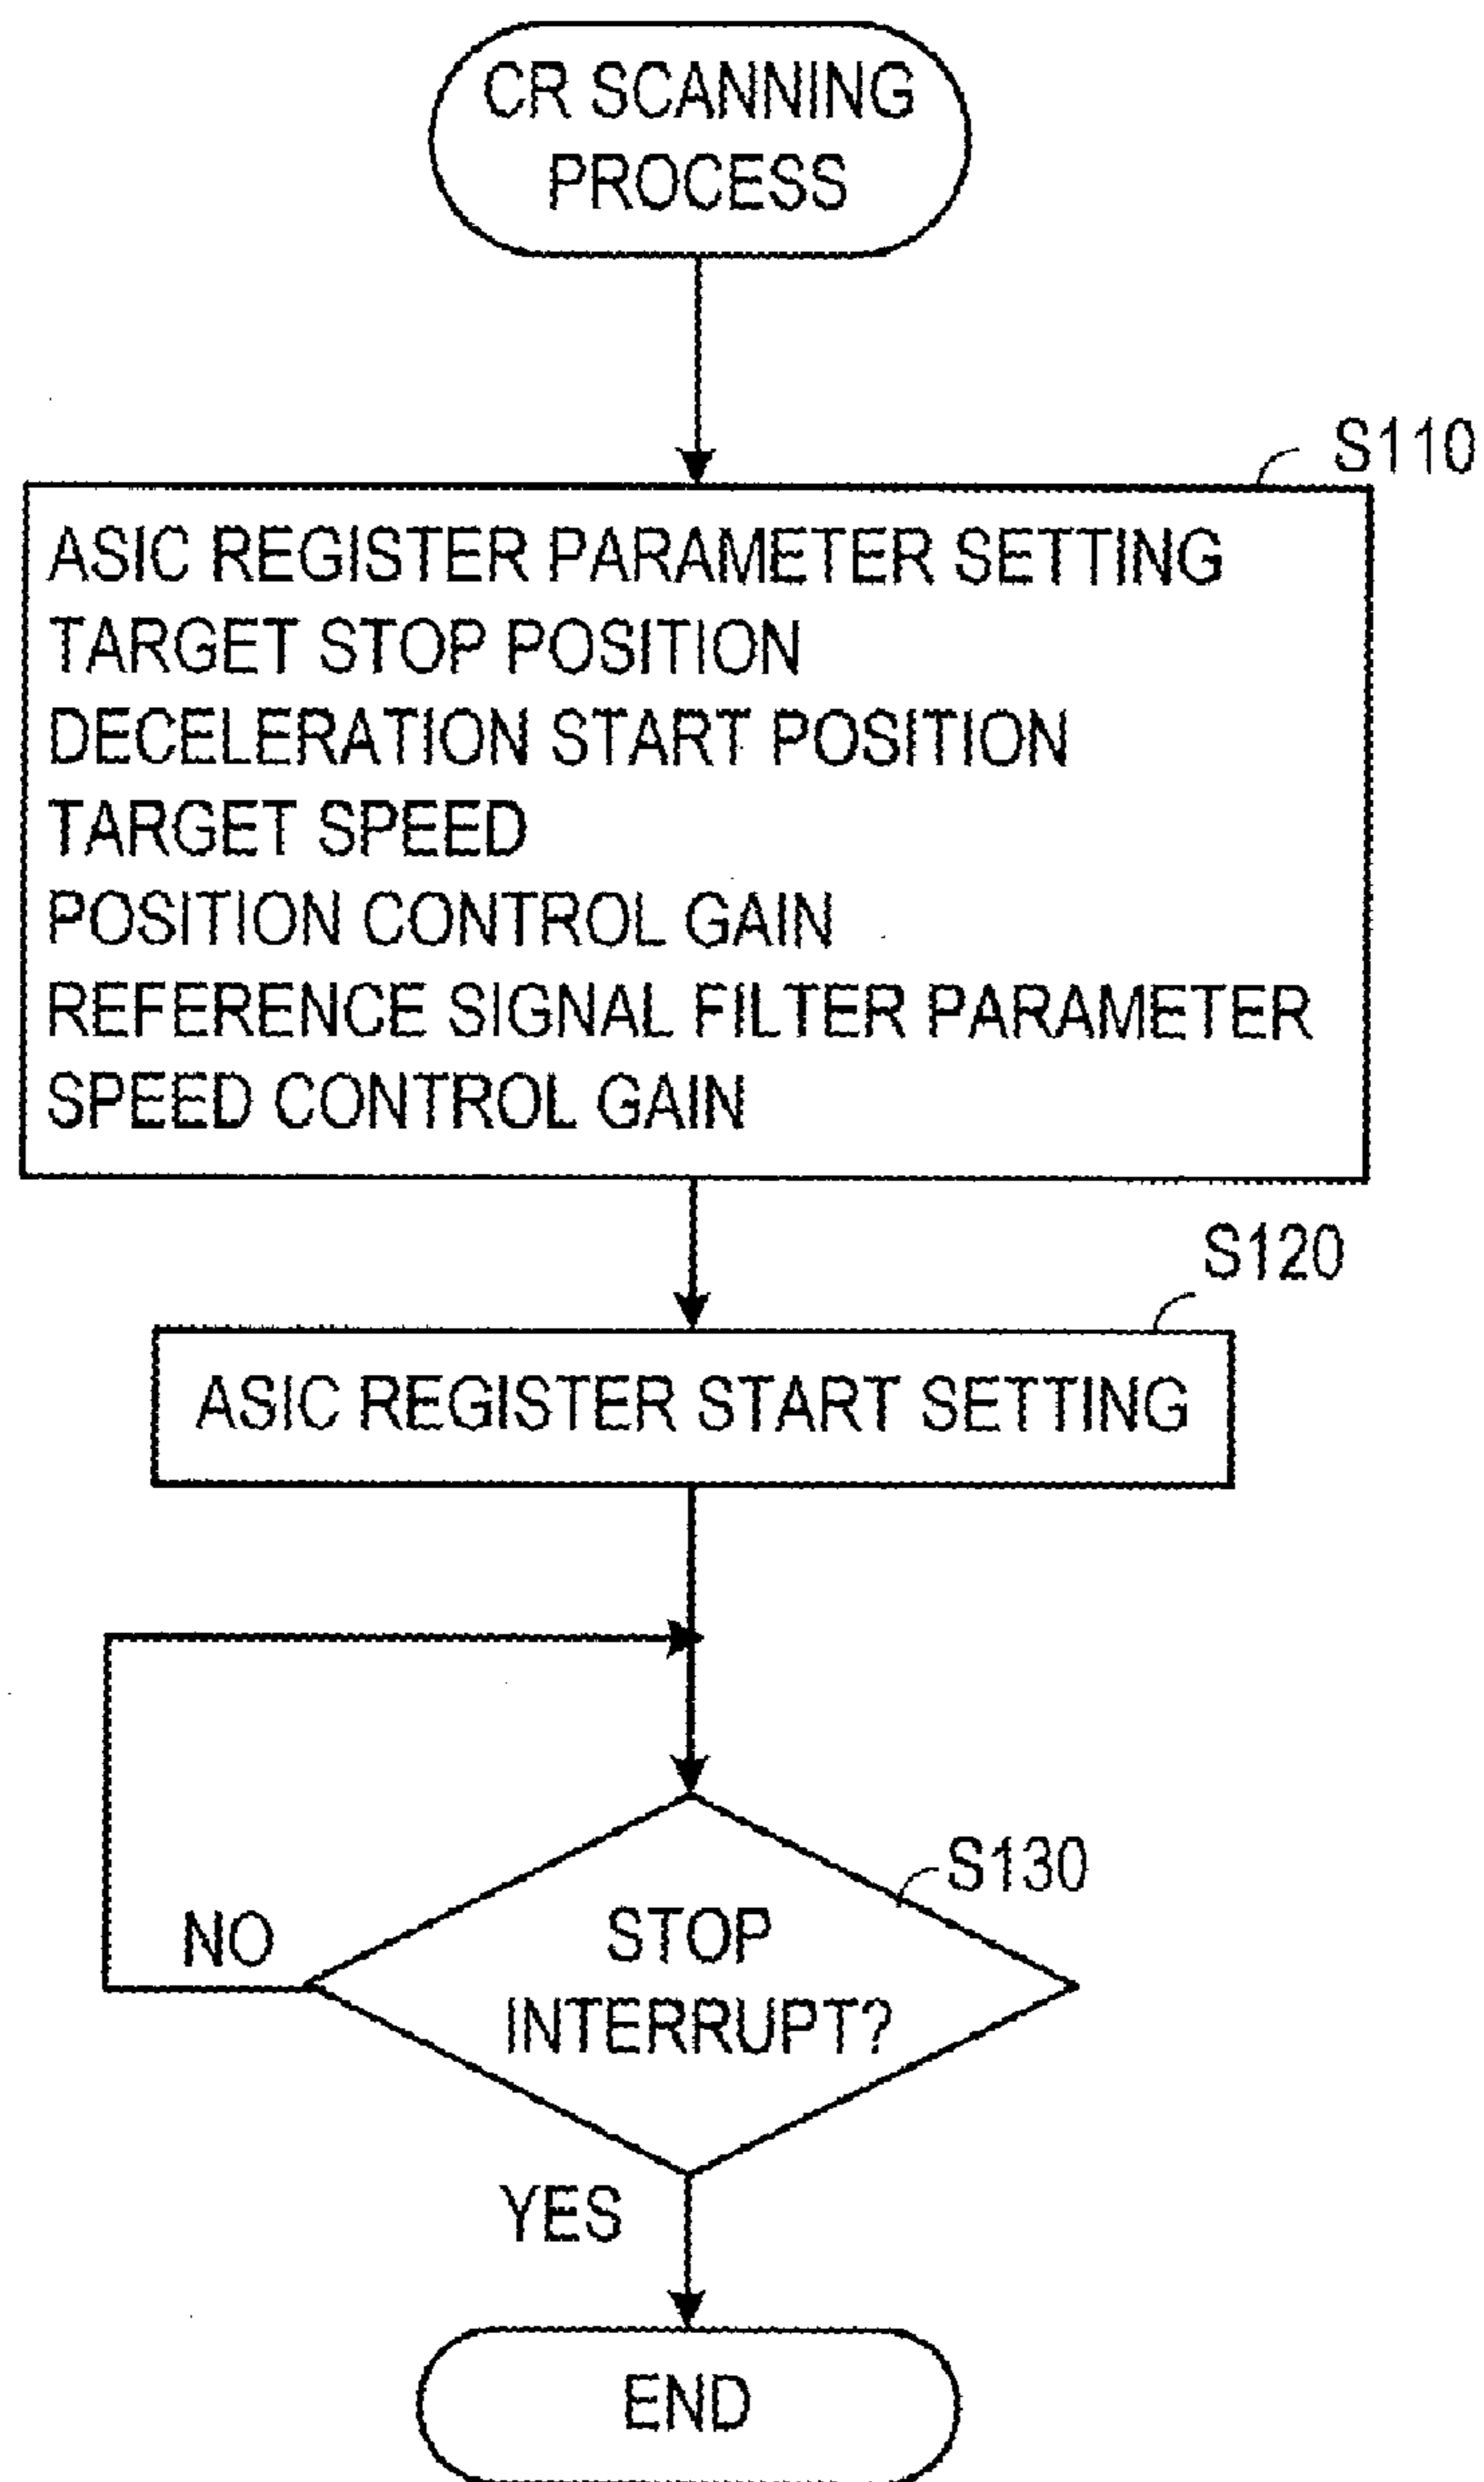 CR SCANNING
PROCESS
S110
ASIC REGISTER PARAMETER SETTING
TARGET STOP POSITION
DECELERATION START POSITION
TARGET SPEED
POSITION CONTROL GAIN
REFERENCE SIGNAL FILTER PARAMETER
SPEED CONTROL GAIN
S120
ASIC REGISTER START SETTING
S130
NO
STOP
INTERRUPT?
YES
END